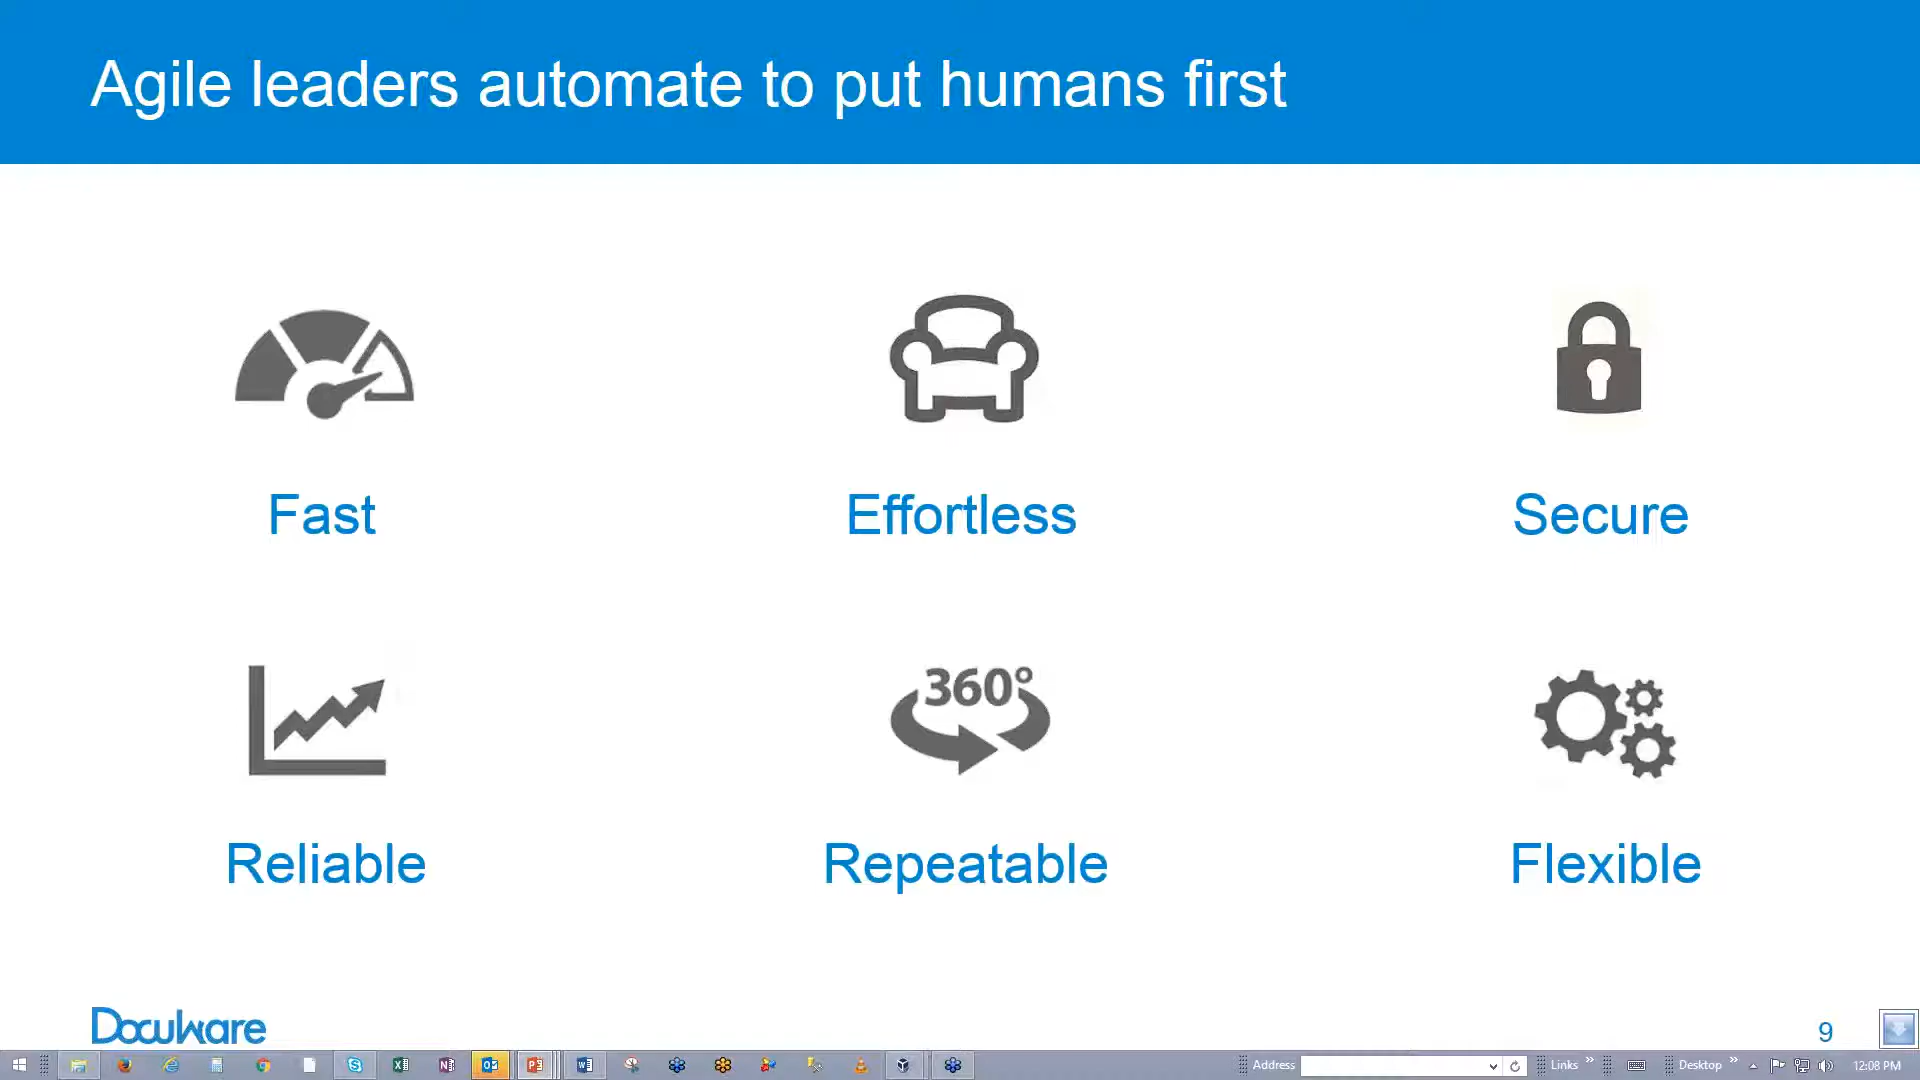 Agile leaders automate to put humans first
Fast
Effortless
Secure
360°
Reliable
Repeatable
Flexible
DocuWare
9
Address
Links
Desktop
12:08 PM